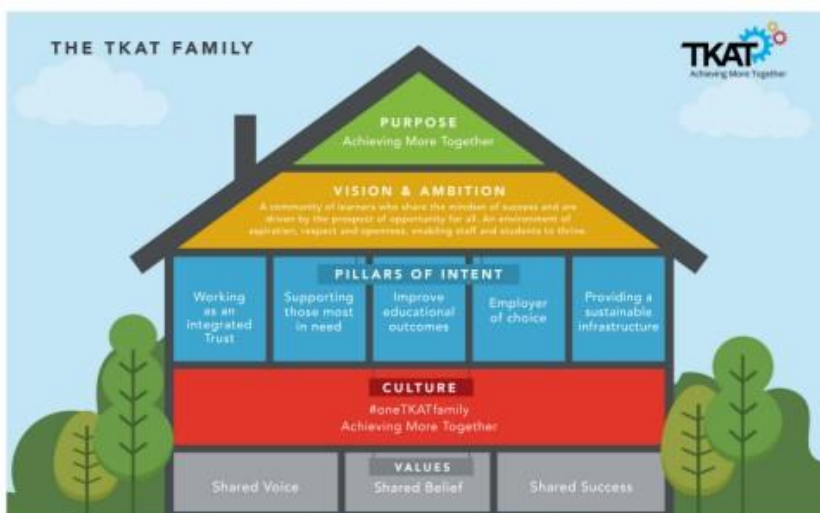 THE TKAT FAMILY
TKAT
Achieving More Together
PURPOSE
Achieving More Together
VISION & AMBITION
A community of learners who share the mindset of success and are
driven by the prospect of opportunity for all. An environment of
aspiration, respect and openness, enabling staff and students to thrive.
PILLARS OF INTENT
Working
as an
integrated
Trust
Supporting
those most
in need
Improve
educational
outcomes
Employer
of choice
Providing a
sustainable
infrastructure
CULTURE
#oneTKATfamily
Achieving More Together
VALUES
Shared Voice
Shared Belief
Shared Success